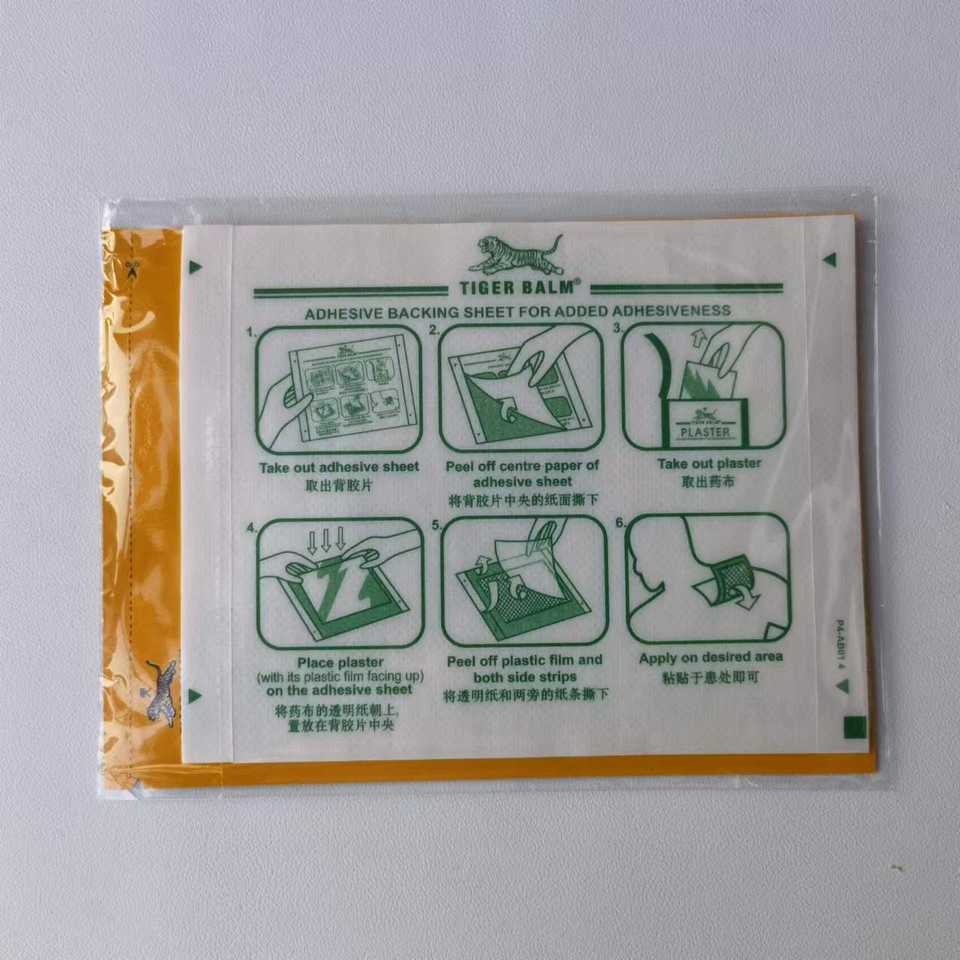 TIGER BALM®
ADHESIVE BACKING SHEET FOR ADDED ADHESIVENESS
1.
Take out adhesive sheet
取出背胶片
2.
Peel off centre paper of
adhesive sheet
将背胶片中央的纸面撕下
3.
TIGER BALM
PLASTER
Take out plaster
取出药布
4.
Place plaster
(with its plastic film facing up)
on the adhesive sheet
将药布的透明纸朝上,
置放在背胶片中央
5.
Peel off plastic film and
both side strips
将透明纸和两旁的纸条撕下
6.
Apply on desired area
粘贴于患处即可
P4-AB01 4